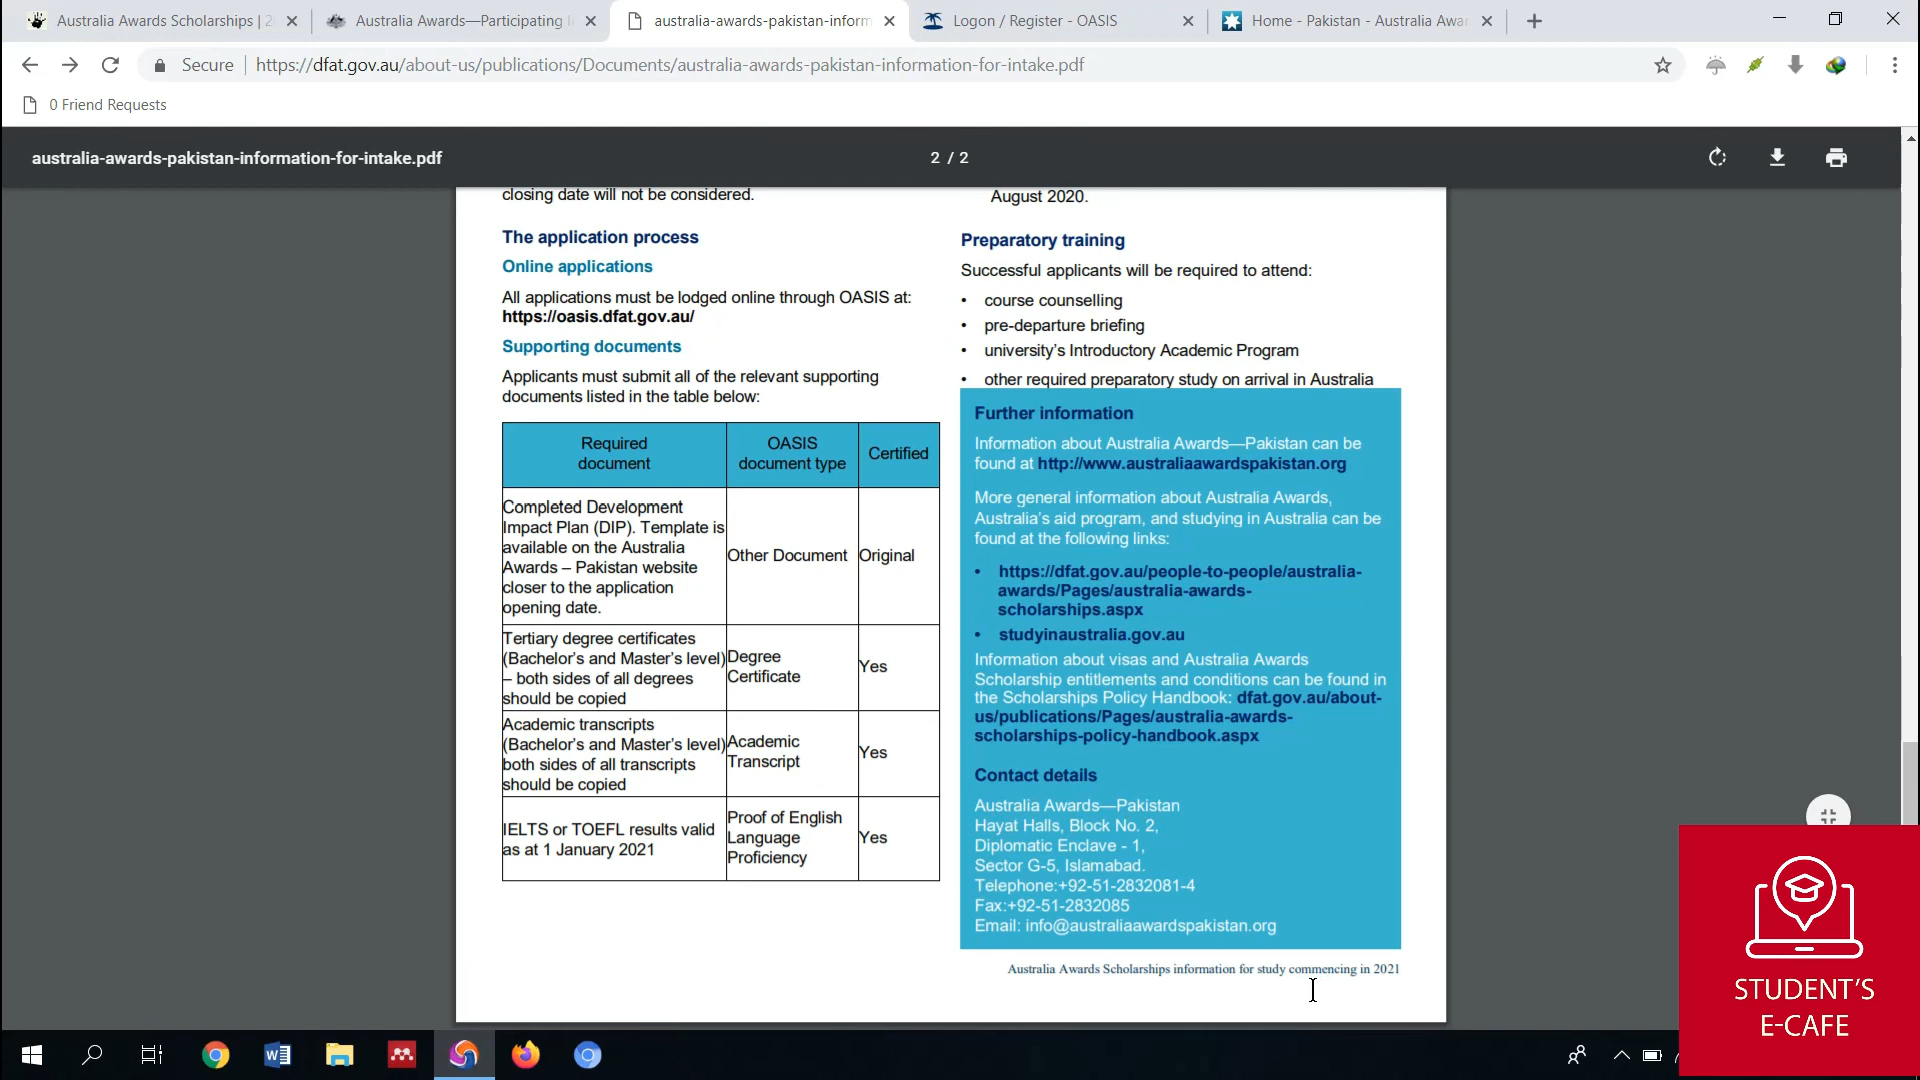 Australia Awards Scholarships | 2
Australia Awards—Participating
australia-awards-pakistan-inform
Logon / Register - OASIS
Home - Pakistan - Australia Awar
Secure
https://dfat.gov.au/about-us/publications/Documents/australia-awards-pakistan-information-for-intake.pdf
0 Friend Requests
australia-awards-pakistan-information-for-intake.pdf
2 / 2
closing date will not be considered.
The application process
Online applications
All applications must be lodged online through OASIS at:
https://oasis.dfat.gov.au/
Supporting documents
Applicants must submit all of the relevant supporting
documents listed in the table below:
Required
document
OASIS
document type
Certified
Completed Development
Impact Plan (DIP). Template is
available on the Australia
Awards – Pakistan website
closer to the application
opening date.
Other Document
Original
Tertiary degree certificates
(Bachelor's and Master's level)
– both sides of all degrees
should be copied
Degree
Certificate
Yes
Academic transcripts
(Bachelor's and Master's level)
both sides of all transcripts
should be copied
Academic
Transcript
Yes
IELTS or TOEFL results valid
as at 1 January 2021
Proof of English
Language
Proficiency
Yes
August 2020.
Preparatory training
Successful applicants will be required to attend:
• course counselling
• pre-departure briefing
• university's Introductory Academic Program
• other required preparatory study on arrival in Australia
Further information
Information about Australia Awards—Pakistan can be
found at http://www.australiaawardspakistan.org
More general information about Australia Awards,
Australia's aid program, and studying in Australia can be
found at the following links:
• https://dfat.gov.au/people-to-people/australia-
awards/Pages/australia-awards-
scholarships.aspx
• studyinaustralia.gov.au
Information about visas and Australia Awards
Scholarship entitlements and conditions can be found in
the Scholarships Policy Handbook: dfat.gov.au/about-
us/publications/Pages/australia-awards-
scholarships-policy-handbook.aspx
Contact details
Australia Awards—Pakistan
Hayat Halls, Block No. 2,
Diplomatic Enclave - 1,
Sector G-5, Islamabad.
Telephone:+92-51-2832081-4
Fax:+92-51-2832085
Email: info@australiaawardspakistan.org
Australia Awards Scholarships information for study commencing in 2021
STUDENT'S
E-CAFE